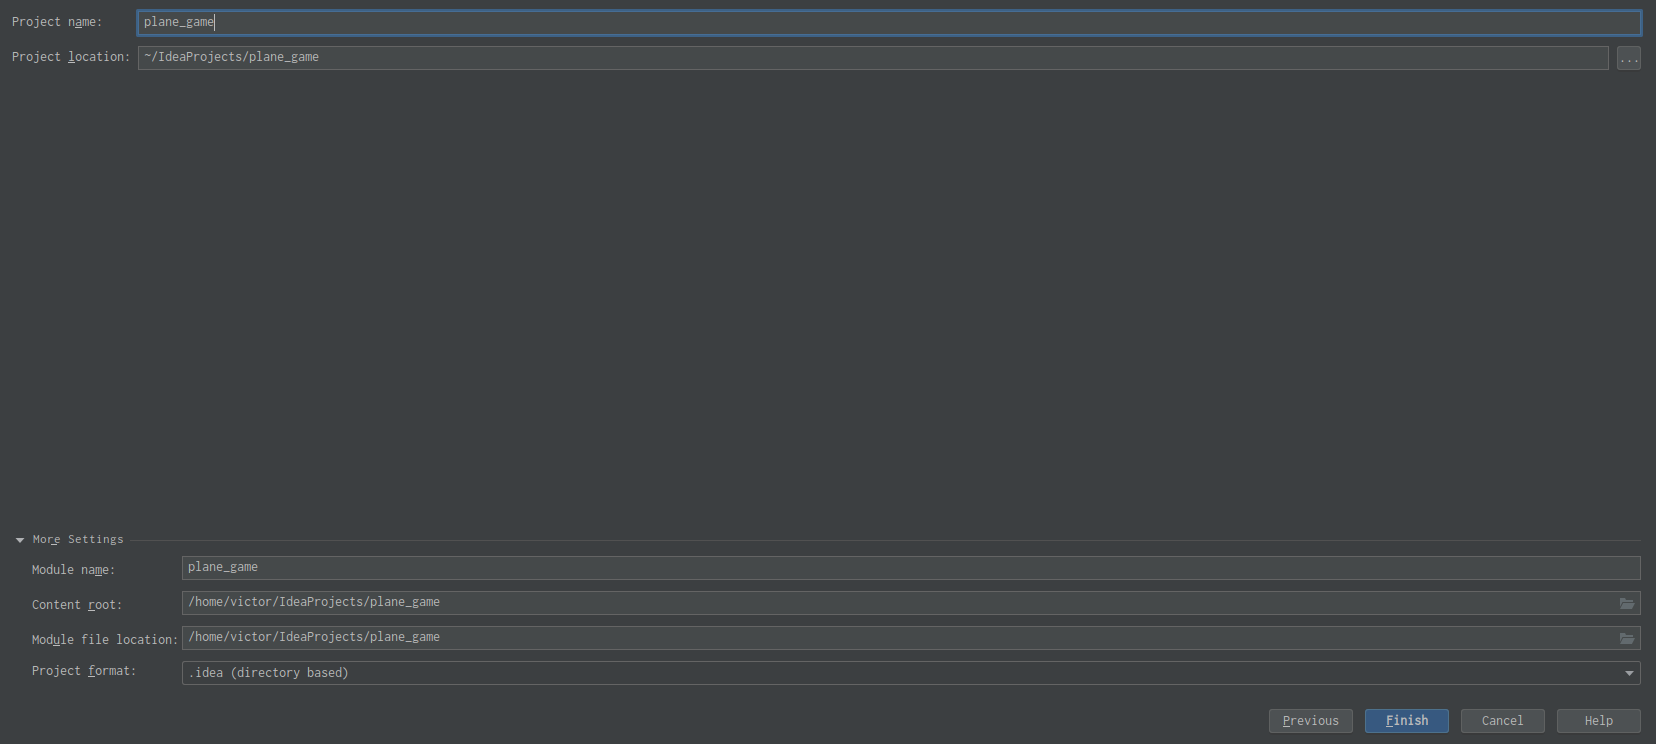 Project name: plane_game
Project location: ~/IdeaProjects/plane_game ...
More Settings
Module name: plane_game
Content root: /home/victor/IdeaProjects/plane_game
Module file location: /home/victor/IdeaProjects/plane_game
Project format: .idea (directory based)
Previous Finish Cancel Help